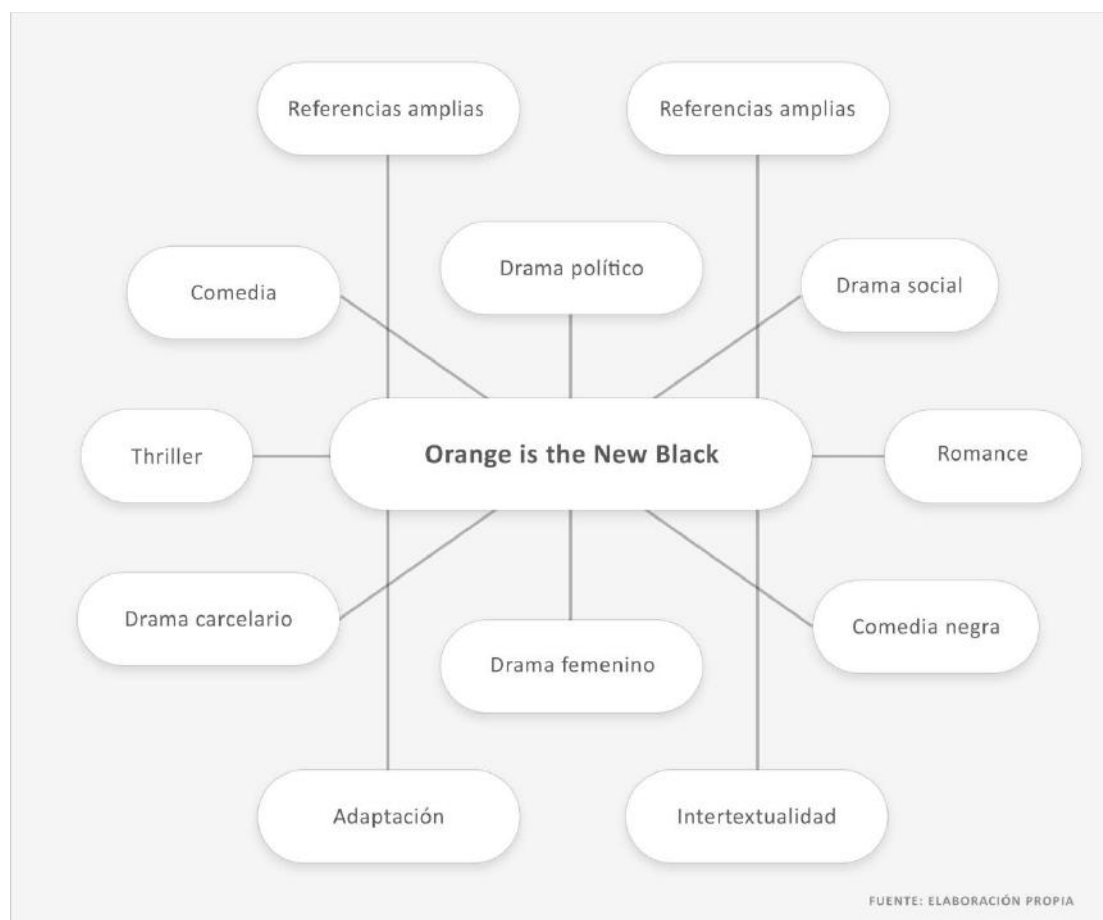 Referencias amplias
Referencias amplias
Drama político
Comedia
Drama social
Orange is the New Black
Thriller
Romance
Drama carcelario
Comedia negra
Drama femenino
Adaptación
Intertextualidad
FUENTE: ELABORACIÓN PROPIA